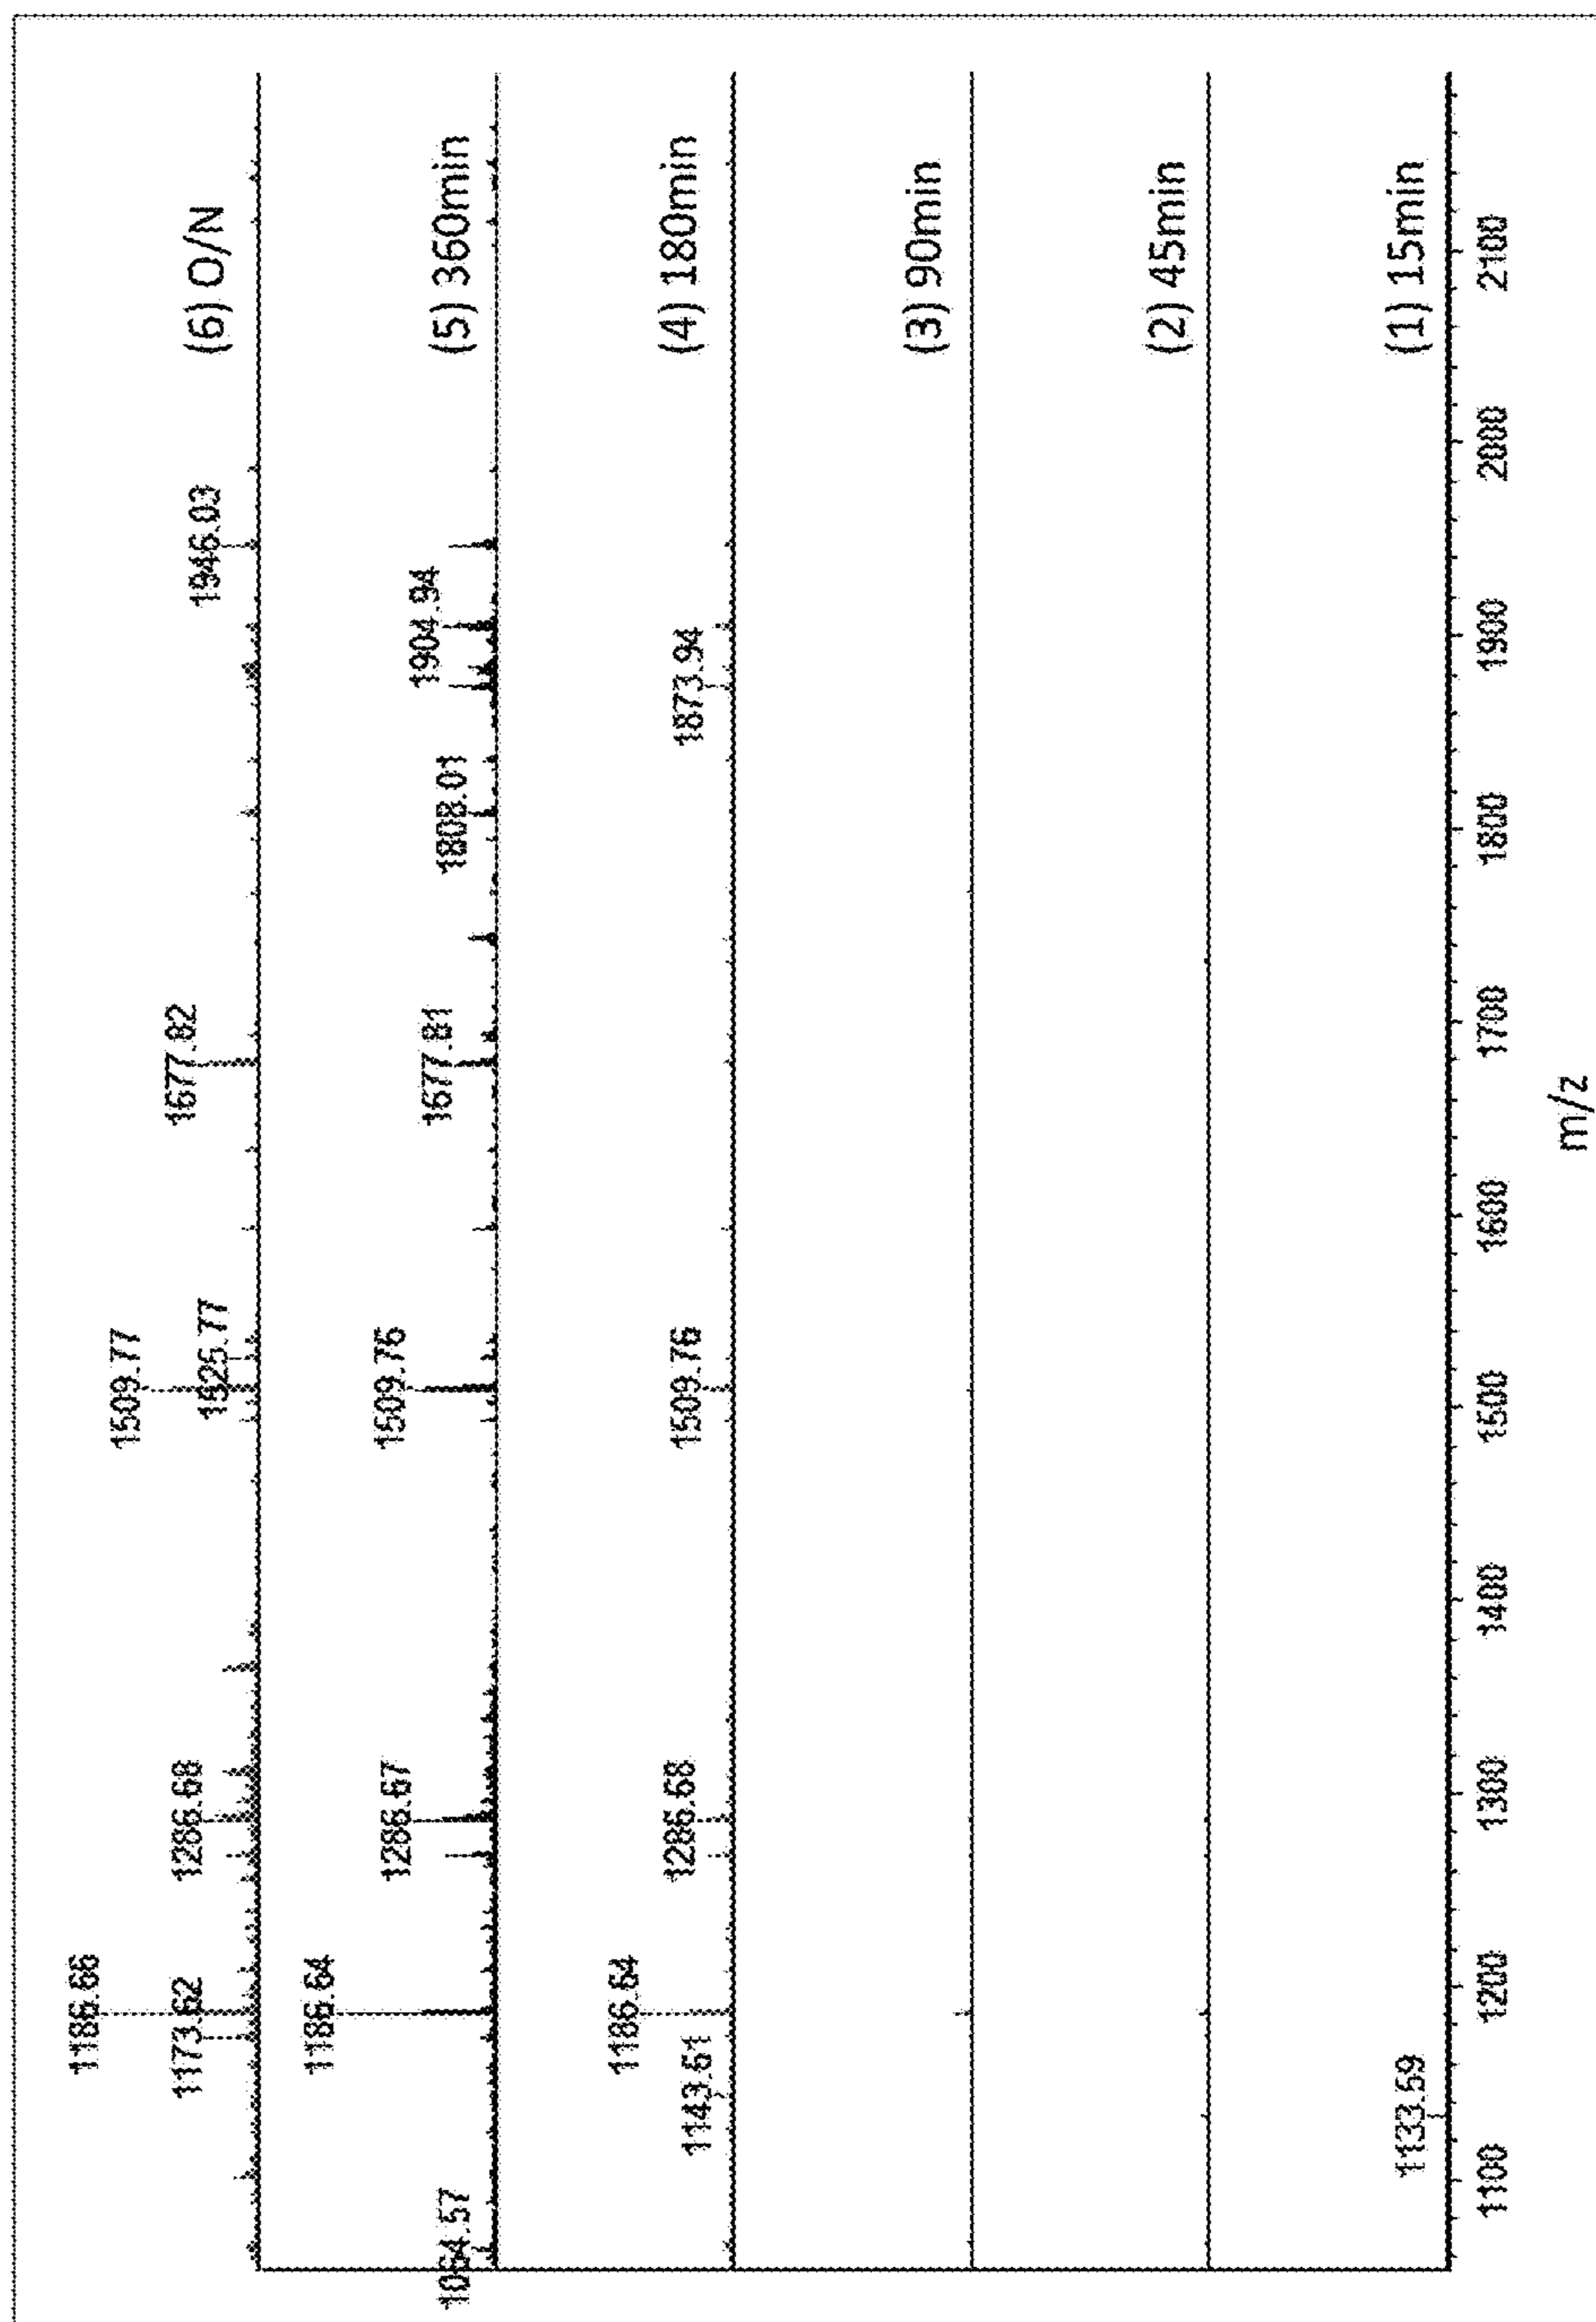 (6) O/N
1186.66
1173.62
1286.68
1509.77
1525.77
1677.82
1946.03
(5) 360min
1064.57
1186.64
1286.67
1509.76
1677.81
1808.01
1904.94
(4) 180min
1143.61
1186.64
1286.68
1509.76
1873.94
(3) 90min
(2) 45min
(1) 15min
1133.59
1100 1200 1300 1400 1500 1600 1700 1800 1900 2000 2100
m/z